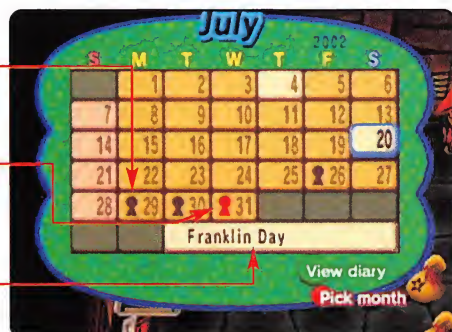 July
2002
S M T W T F S
1 2 3 4 5 6
7 8 9 10 11 12 13
14 15 16 17 18 19 20
21 22 23 24 25 26 27
28 29 30 31
Franklin Day
View diary
Pick month